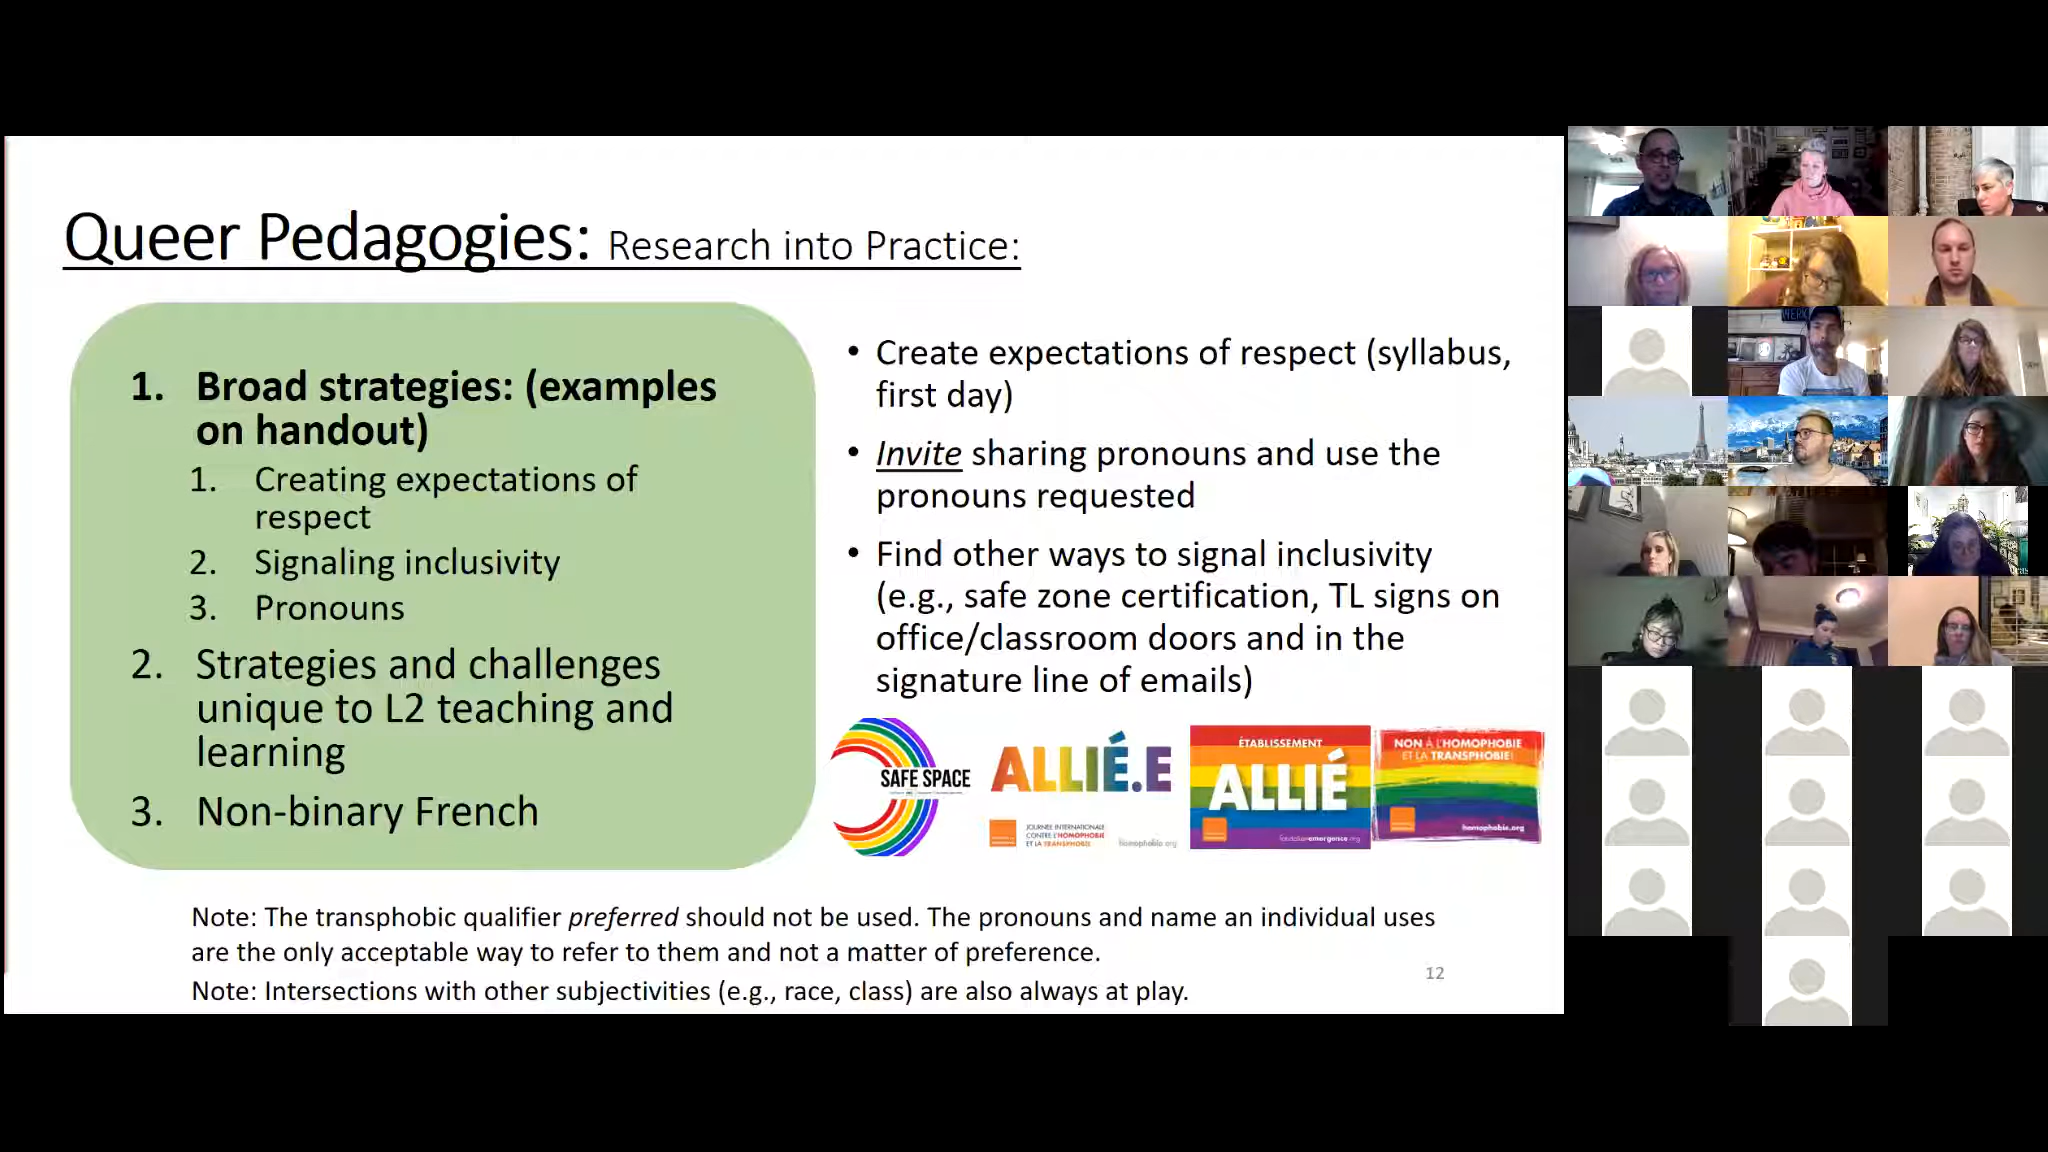 Queer Pedagogies: Research into Practice:
1. Broad strategies: (examples
on handout)
1. Creating expectations of
respect
2. Signaling inclusivity
3. Pronouns
2. Strategies and challenges
unique to L2 teaching and
learning
3. Non-binary French
• Create expectations of respect (syllabus,
first day)
• Invite sharing pronouns and use the
pronouns requested
• Find other ways to signal inclusivity
(e.g., safe zone certification, TL signs on
office/classroom doors and in the
signature line of emails)
SAFE SPACE
ALLIÉ.E
JOURNÉE INTERNATIONALE
CONTRE L'HOMOPHOBIE
ET LA TRANSPHOBIE
homophobie.org
ÉTABLISSEMENT
ALLIÉ
fondationemergence.org
NON À L'HOMOPHOBIE
ET LA TRANSPHOBIE!
homophobie.org
Note: The transphobic qualifier preferred should not be used. The pronouns and name an individual uses
are the only acceptable way to refer to them and not a matter of preference.
Note: Intersections with other subjectivities (e.g., race, class) are also always at play.
12